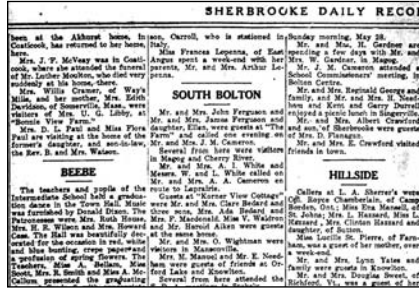 SHERBROOKE DAILY RECO
been at the Akhurst home, in
Coaticook, has returned to her home,
here.
Mrs. J. F. McVeay was in Coati-
cook, where she attended the funeral
of Mr. Luther Moulton, who died very
suddenly at his home, there.
Mrs. Willis Cramer, of Way's
Mills, and her mother, Mrs. Edith
Davidson, of Somerville, Mass., were
visitors of Mrs. U. G. Libby, at
"Bonnie View Farm."
Mrs. D. L. Paul and Miss Flora
Paul are visiting at the home of the
former's daughter, and son-in-law,
the Rev. B. and Mrs. Watson.
BEEBE
The teachers and pupils of the
Intermediate School held a gradua-
tion dance in the Town Hall. Music
was furnished by Donald Dixon. The
Patronesses were, Mrs. Ruth House,
Mrs. H. R. Wilson and Mrs. Howard
Case. The Hall was beautifully dec-
orated for the occasion in red, white
and blue bunting, crepe paper and
a profusion of spring flowers. The
Teachers, Miss A. Bellam, Miss
Scott, Mrs. R. Smith and Miss A. Mc-
Callum presented the graduating
son, Carroll, who is stationed in
Italy.
Miss Frances Lepenna, of East
Angus spent a week-end with her
parents, Mr. and Mrs. Arthur Le-
penna.
SOUTH BOLTON
Mr. and Mrs. John Ferguson and
Mr. and Mrs. James Ferguson and
daughter, Ellen, were guests at "The
Farm" and called one evening on
Mr. and Mrs. J. M. Cameron.
Several from here were visitors
in Magog and Cherry River.
Mr. and Mrs. A. I. White and
Messrs. W. and L. White called on
Mr. and Mrs. A. K. Cameron en
route to Laprairie.
Guests at "Korner View Cottage"
were Mr. and Mrs. Clare Bedard and
three sons, Mrs. Ada Bedard and
Mrs. F. Macdonald. Miss V. Waldron
and Mr. Harold Aiken were guests
at the same home.
Mr. and Mrs. O. Wightman were
visitors in Mansonville.
Mrs. M. Manuel and Mr. E. Need-
ham were guests of friends at Or-
ford Lake and Knowlton.
Several from here attended the
Sunday morning, May 28.
Mr. and Mrs. H. Gardner are
spending a few days with Mr. and
Mrs. W. Gardner, in Magog.
Mr. J. M. Cameron attended a
School Commissioners' meeting, in
Bolton Centre.
Mr. and Mrs. Reginald George and
family, and Mr. and Mrs. H.
ham and Kent and Garry
enjoyed a picnic lunch in Singerville.
Mr. and Mrs. Albert Crawford
and son, of Sherbrooke were guests
of Mrs. D. Flanagan.
Mr. and Mrs. E. Crawford visited
friends in town.
HILLSIDE
Callers at L. A. Sherrer's were
Cpl. Boyce Chamberlain, of Camp
Borden, Ont.; Miss Eva Mansell, of
St. Johns; Mrs. L. Hazzard, Miss L.
Hazzard, Mrs. Clinton Hazzard and
daughter, of Sutton.
Miss Lucille St. Pierre, of Farn-
ham, was a guest of her mother, over
a week-end.
Mr. and Mrs. Lynn Yates and
family were guests in Knowlton.
Mr. and Mrs. Douglas Sweet, of
Richford, Vt., was a guest of